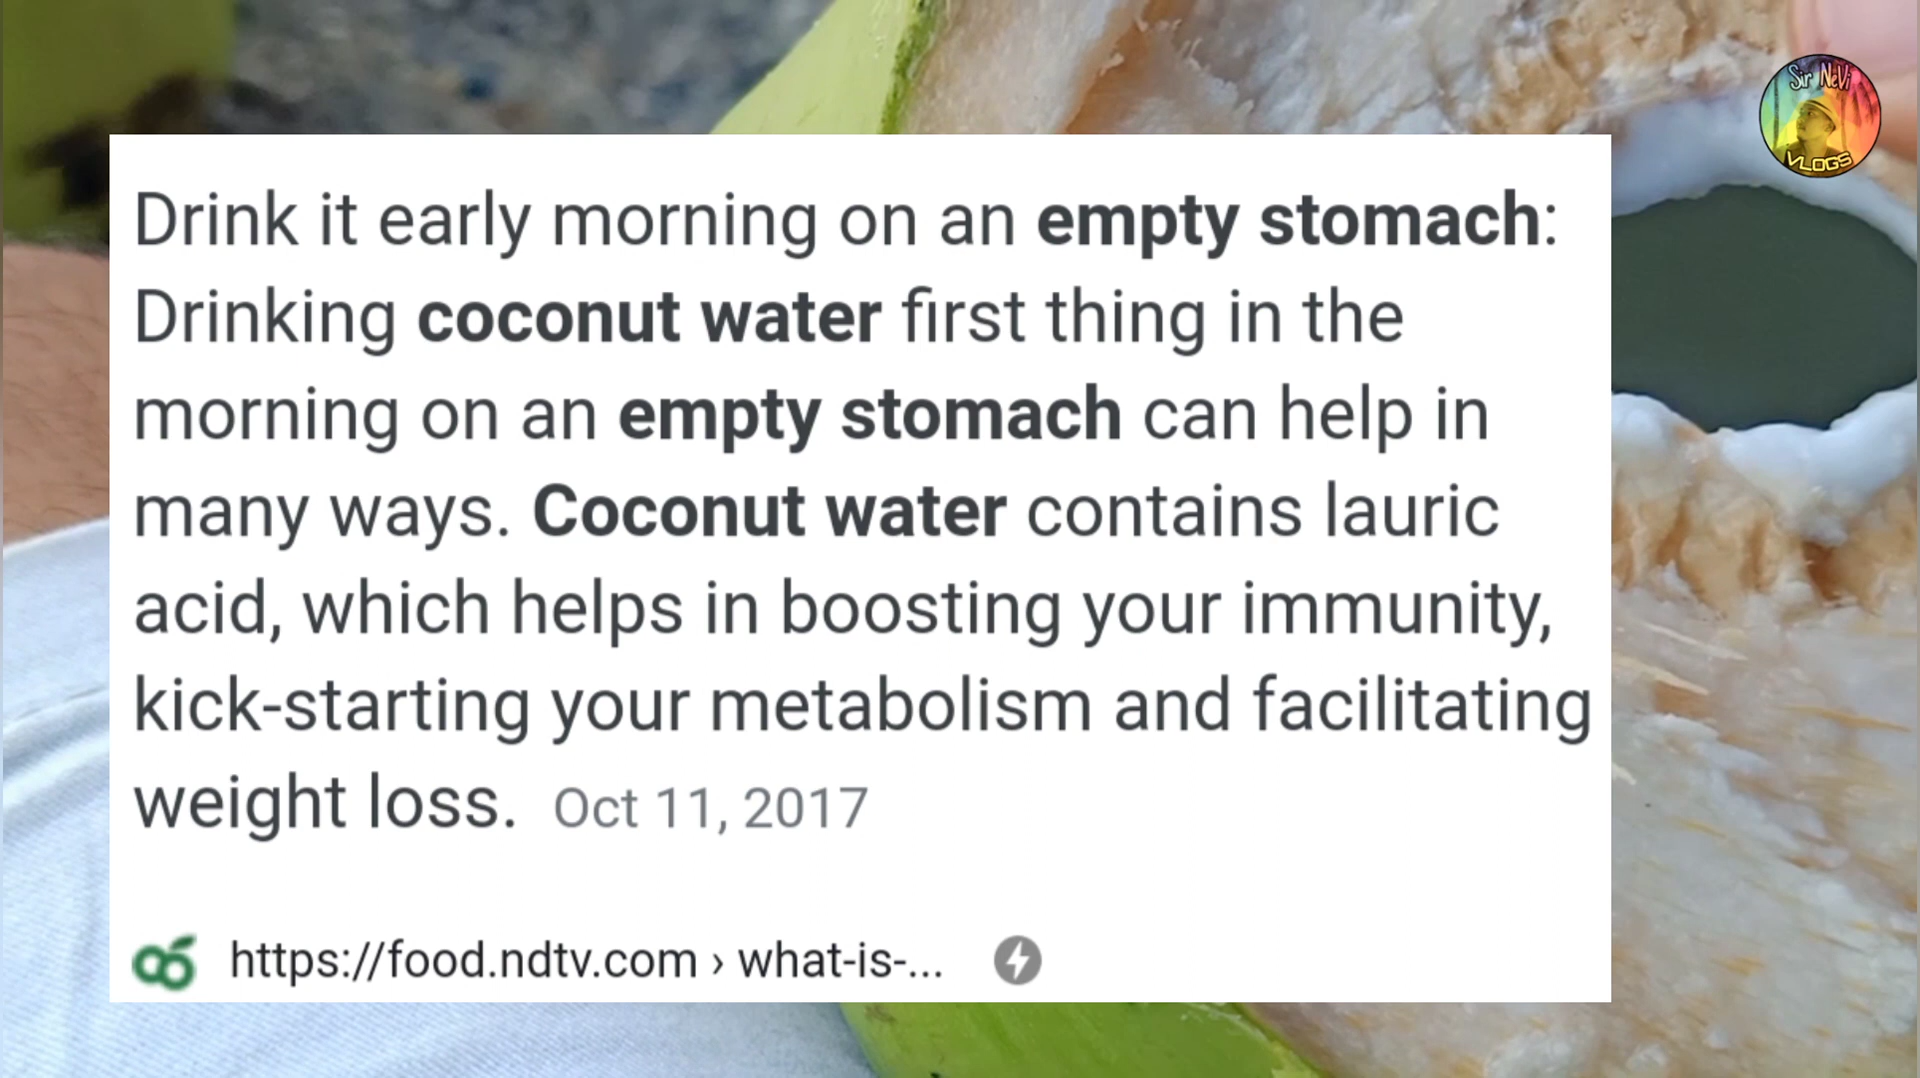 Sir NeVi
VLOGS
Drink it early morning on an empty stomach:
Drinking coconut water first thing in the
morning on an empty stomach can help in
many ways. Coconut water contains lauric
acid, which helps in boosting your immunity,
kick-starting your metabolism and facilitating
weight loss. Oct 11, 2017
https://food.ndtv.com › what-is-...